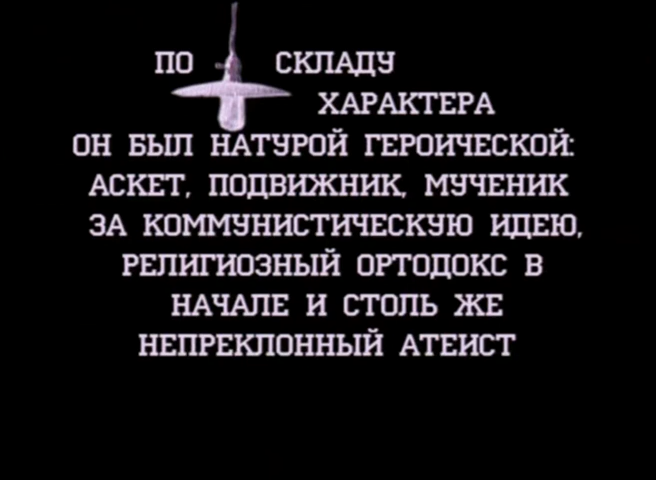 ПО СКЛАДУ
ХАРАКТЕРА
ОН БЫЛ НАТУРОЙ ГЕРОИЧЕСКОЙ:
АСКЕТ, ПОДВИЖНИК, МУЧЕНИК
ЗА КОММУНИСТИЧЕСКУЮ ИДЕЮ,
РЕЛИГИОЗНЫЙ ОРТОДОКС В
НАЧАЛЕ И СТОЛЬ ЖЕ
НЕПРЕКЛОННЫЙ АТЕИСТ